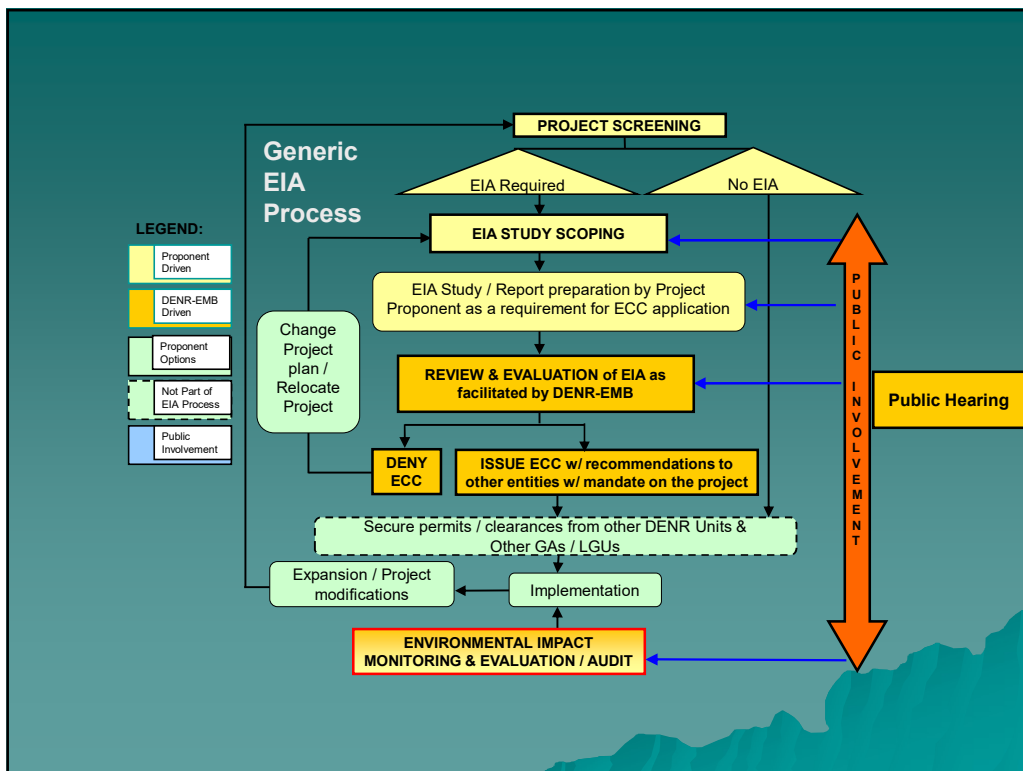 PROJECT SCREENING
Generic
EIA
Process
EIA Required
No EIA
LEGEND:
Proponent
Driven
DENR-EMB
Driven
Proponent
Options
Not Part of
EIA Process
Public
Involvement
EIA STUDY SCOPING
EIA Study / Report preparation by Project
Proponent as a requirement for ECC application
Change
Project
plan /
Relocate
Project
REVIEW & EVALUATION of EIA as
facilitated by DENR-EMB
DENY
ECC
ISSUE ECC w/ recommendations to
other entities w/ mandate on the project
Secure permits / clearances from other DENR Units &
Other GAs / LGUs
Expansion / Project
modifications
Implementation
ENVIRONMENTAL IMPACT
MONITORING & EVALUATION / AUDIT
PUBLIC INVOLVEMENT
Public Hearing